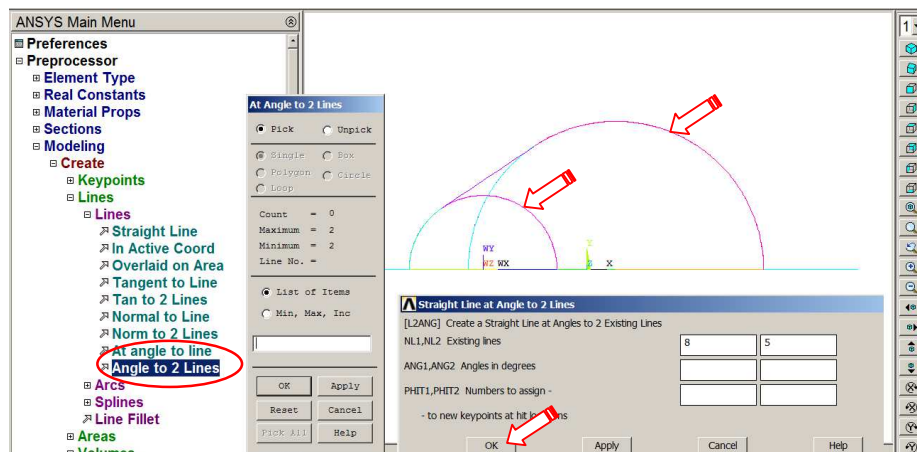 ANSYS Main Menu
Preferences
Preprocessor
Element Type
Real Constants
Material Props
Sections
Modeling
Create
Keypoints
Lines
Lines
Straight Line
In Active Coord
Overlaid on Area
Tangent to Line
Tan to 2 Lines
Normal to Line
Norm to 2 Lines
At angle to line
Angle to 2 Lines
Arcs
Splines
Line Fillet
Areas
Volumes
At Angle to 2 Lines
Pick Unpick
Single Box
Polygon Circle
Loop
Count = 0
Maximum = 2
Minimum = 2
Line No. =
List of Items
Min, Max, Inc
OK Apply
Reset Cancel
Pick All Help
WY
WZ WX
X
1
Straight Line at Angle to 2 Lines
[L2ANG] Create a Straight Line at Angles to 2 Existing Lines
NL1,NL2 Existing lines 8 5
ANG1,ANG2 Angles in degrees
PHIT1,PHIT2 Numbers to assign -
- to new keypoints at hit
OK Apply Cancel Help